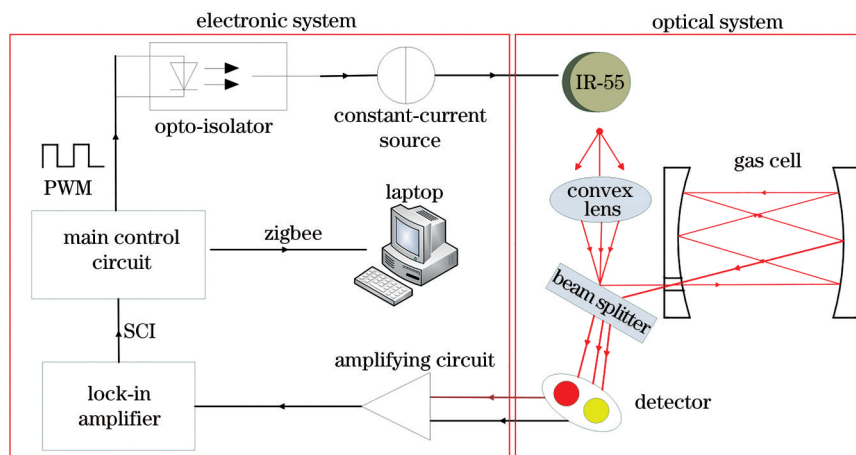 electronic system
optical system
IR-55
opto-isolator
constant-current
source
PWM
convex
lens
gas cell
laptop
main control
circuit
zigbee
beam splitter
SCI
amplifying circuit
lock-in
amplifier
detector